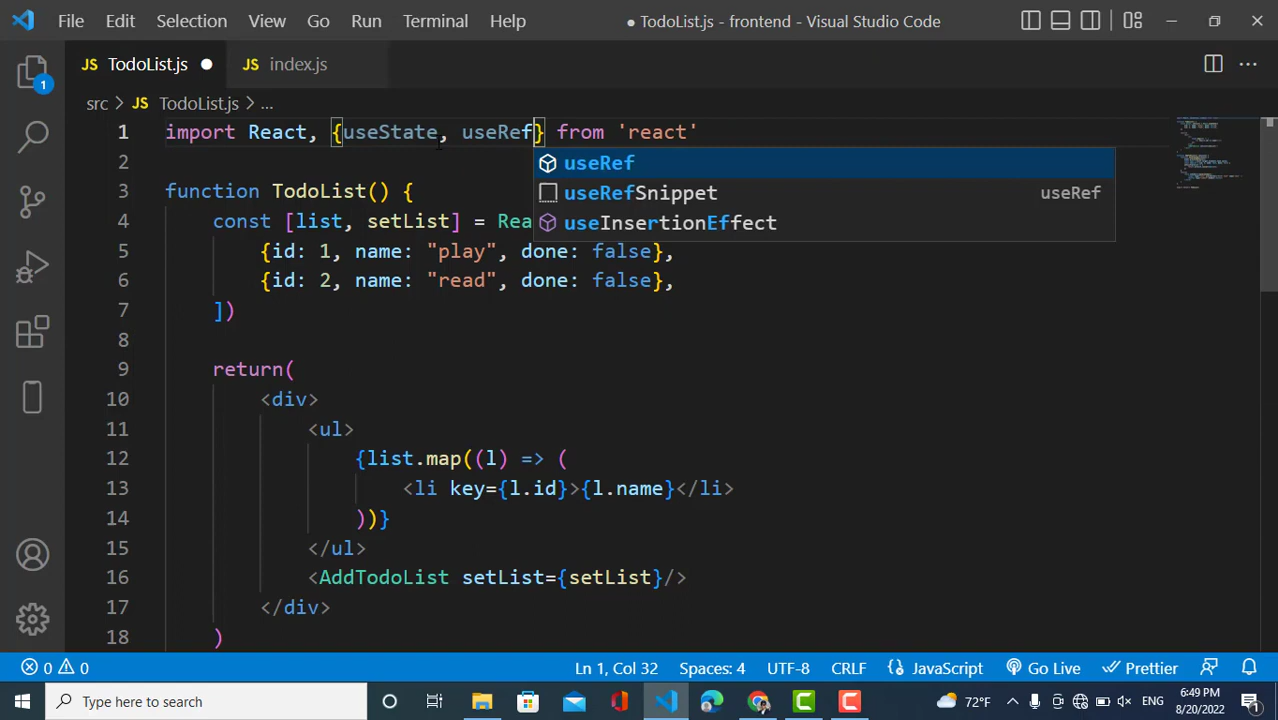 File Edit Selection View Go Run Terminal Help
● TodoList.js - frontend - Visual Studio Code
JS TodoList.js ●
JS index.js
1
src > JS TodoList.js > ...
1 import React, {useState, useRef} from 'react'
2
useRef
useRefSnippet useRef
useInsertionEffect
3 function TodoList() {
4 const [list, setList] = Rea
5 {id: 1, name: "play", done: false},
6 {id: 2, name: "read", done: false},
7 ])
8
9 return(
10 <div>
11 <ul>
12 {list.map((l) => (
13 <li key={l.id}>{l.name}</li>
14 ))}
15 </ul>
16 <AddTodoList setList={setList}/>
17 </div>
18 )
0 0 Ln 1, Col 32 Spaces: 4 UTF-8 CRLF JavaScript Go Live Prettier
Type here to search
72°F ENG
6:49 PM
8/20/2022
1